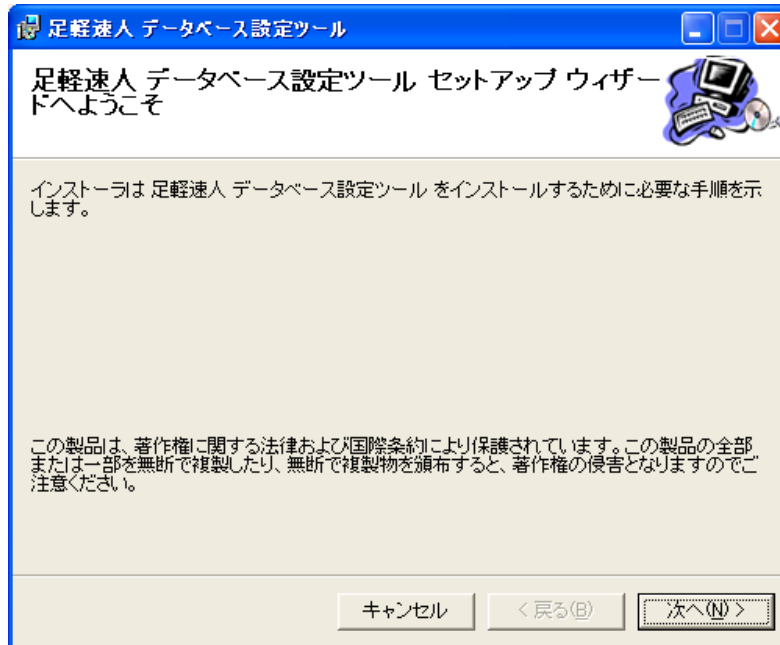 足軽速人 データベース設定ツール
足軽速人 データベース設定ツール セットアップ ウィザー
ドへようこそ
インストーラは 足軽速人 データベース設定ツール をインストールするために必要な手順を示
します。
この製品は、著作権に関する法律および国際条約により保護されています。この製品の全部
または一部を無断で複製したり、無断で複製物を頒布すると、著作権の侵害となりますのでご
注意ください。
キャンセル
< 戻る(B)
次へ(N) >